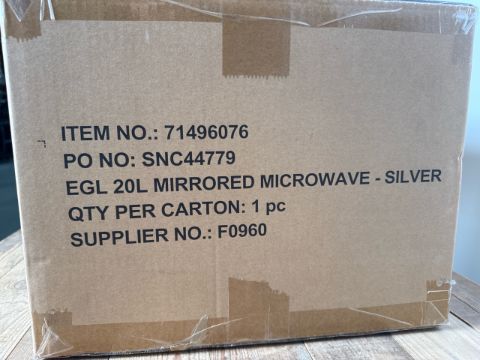 ITEM NO.: 71496076
PO NO: SNC44779
EGL 20L MIRRORED MICROWAVE - SILVER
QTY PER CARTON: 1 pc
SUPPLIER NO.: F0960